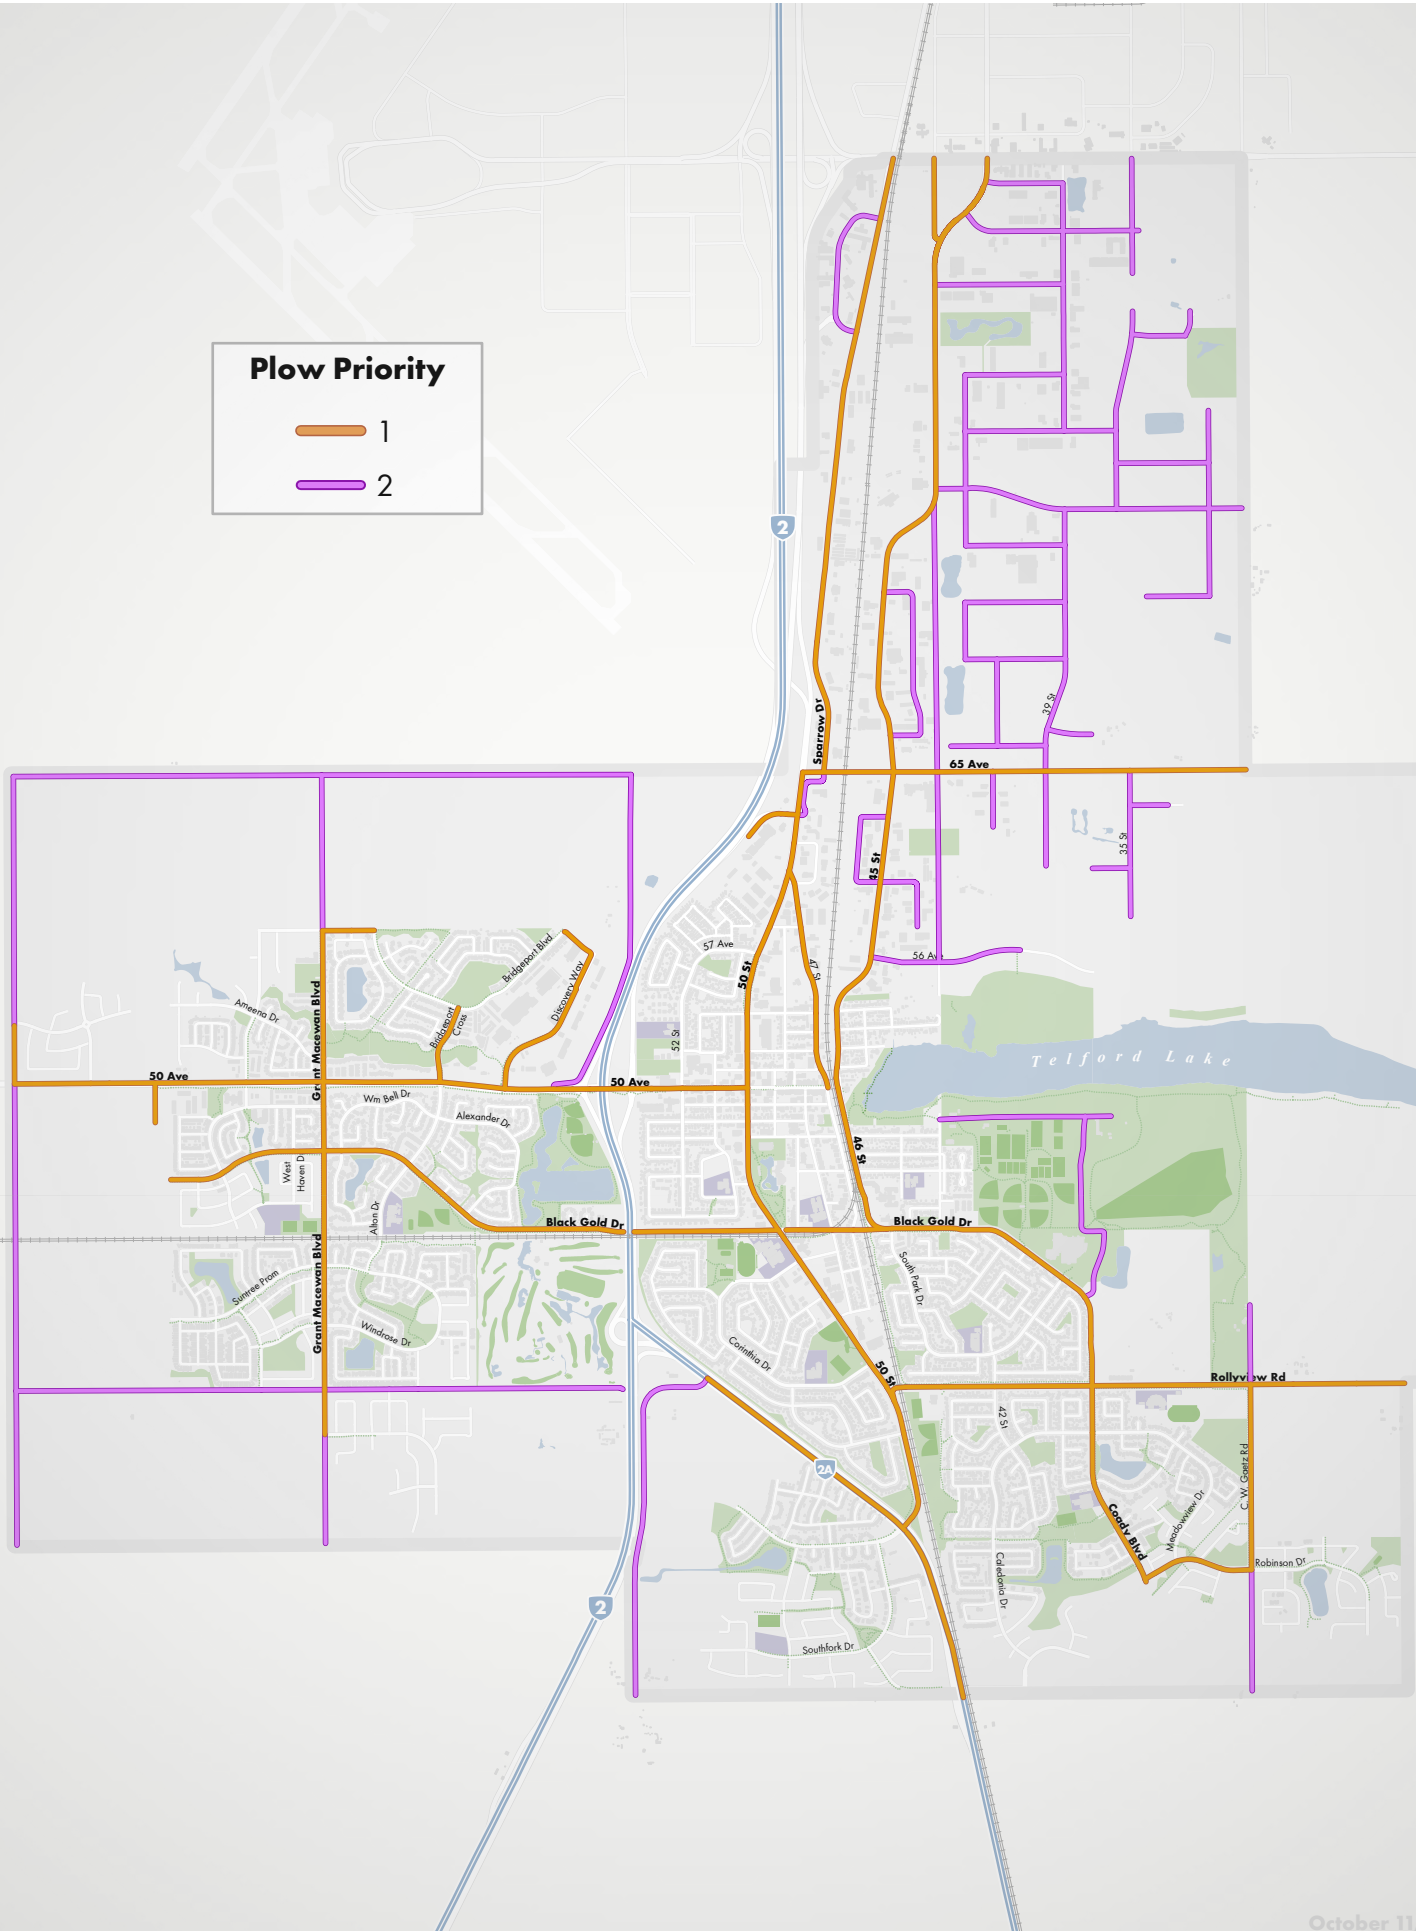 Plow Priority
1
2
2
Sparrow Dr
39 St
65 Ave
35 St
45 St
57 Ave
50 St
47 St
56 Ave
Bridgeport Blvd
Discovery Way
Ameena Dr
Grant Macewan Blvd
Bridgeport
Cross
52 St
Telford Lake
50 Ave
50 Ave
Wm Bell Dr
Alexander Dr
46 St
West
Haven Dr
Alton Dr
Black Gold Dr
Black Gold Dr
Grant Macewan Blvd
Suntree Prom
South Park Dr
Windrose Dr
Corinthia Dr
50 St
Rollyview Rd
42 St
2A
C. W. Gaetz Rd
Meadowview Dr
Coady Blvd
Robinson Dr
Caledonia Dr
2
Southfork Dr
October 11